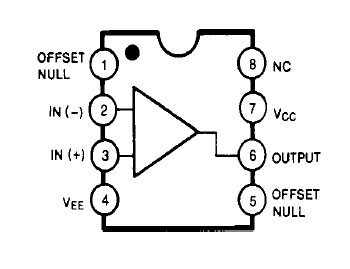 OFFSET
NULL
1
8
NC
IN (-)
2
7
VCC
IN (+)
3
6
OUTPUT
VEE
4
5
OFFSET
NULL